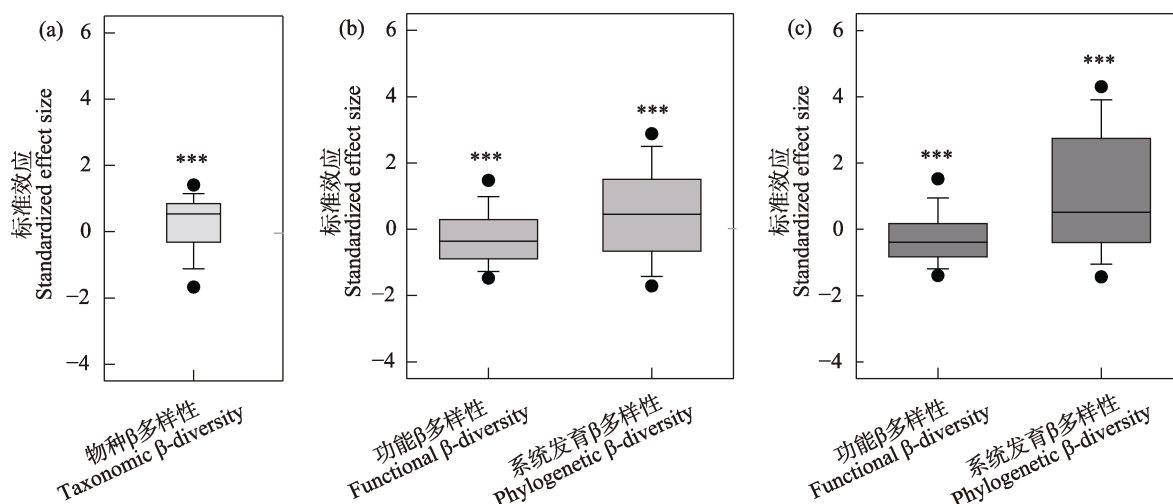 (a)
标准效应
Standardized effect size
6
4
2
0
−2
−4
***
物种β多样性
Taxonomic β-diversity
(b)
标准效应
Standardized effect size
6
4
2
0
−2
−4
***
***
功能β多样性
Functional β-diversity
系统发育β多样性
Phylogenetic β-diversity
(c)
标准效应
Standardized effect size
6
4
2
0
−2
−4
***
***
功能β多样性
Functional β-diversity
系统发育β多样性
Phylogenetic β-diversity